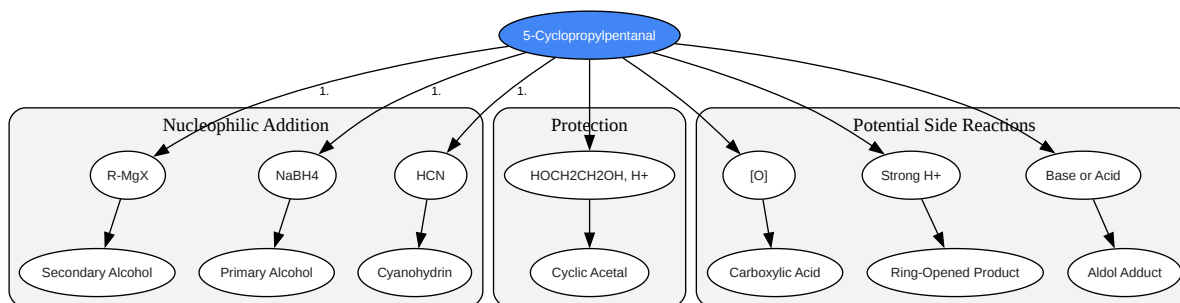 5-Cyclopropylpentanal
1. 1. 1.
Nucleophilic Addition
Protection
Potential Side Reactions
R-MgX
NaBH4
HCN
HOCH2CH2OH, H+
[O]
Strong H+
Base or Acid
Secondary Alcohol
Primary Alcohol
Cyanohydrin
Cyclic Acetal
Carboxylic Acid
Ring-Opened Product
Aldol Adduct